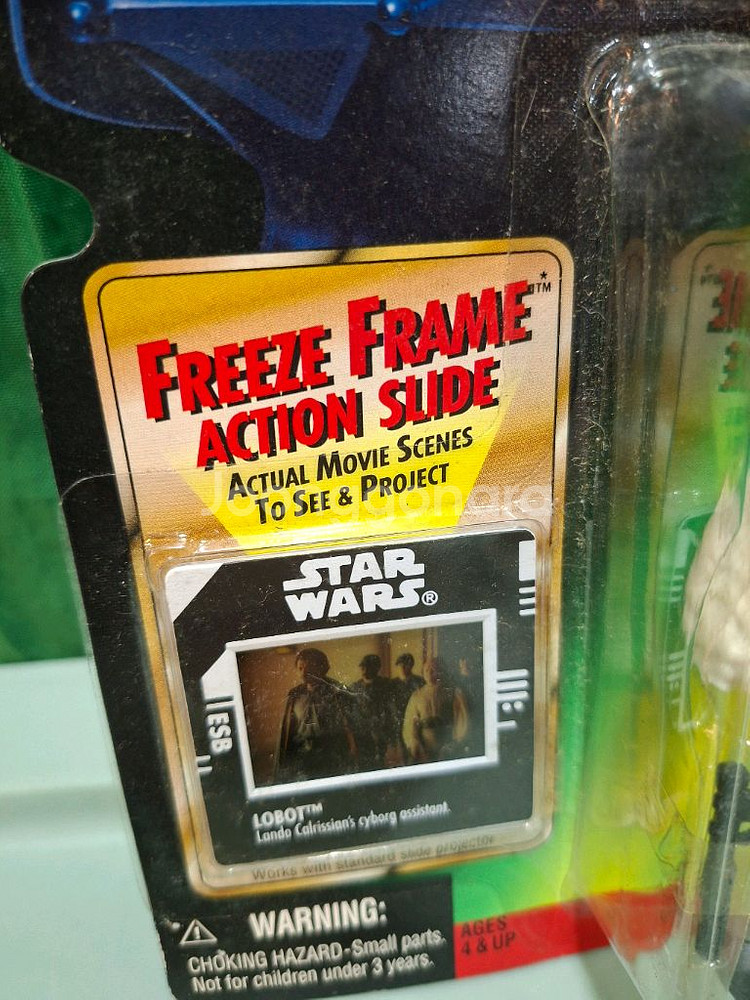 FREEZE FRAME™
ACTION SLIDE
ACTUAL MOVIE SCENES
TO SEE & PROJECT
STAR
WARS®
ESB
LOBOT™
Lando Calrissian's cyborg assistant.
Works with standard slide projector
⚠ WARNING:
CHOKING HAZARD-Small parts.
Not for children under 3 years.
AGES
4 & UP